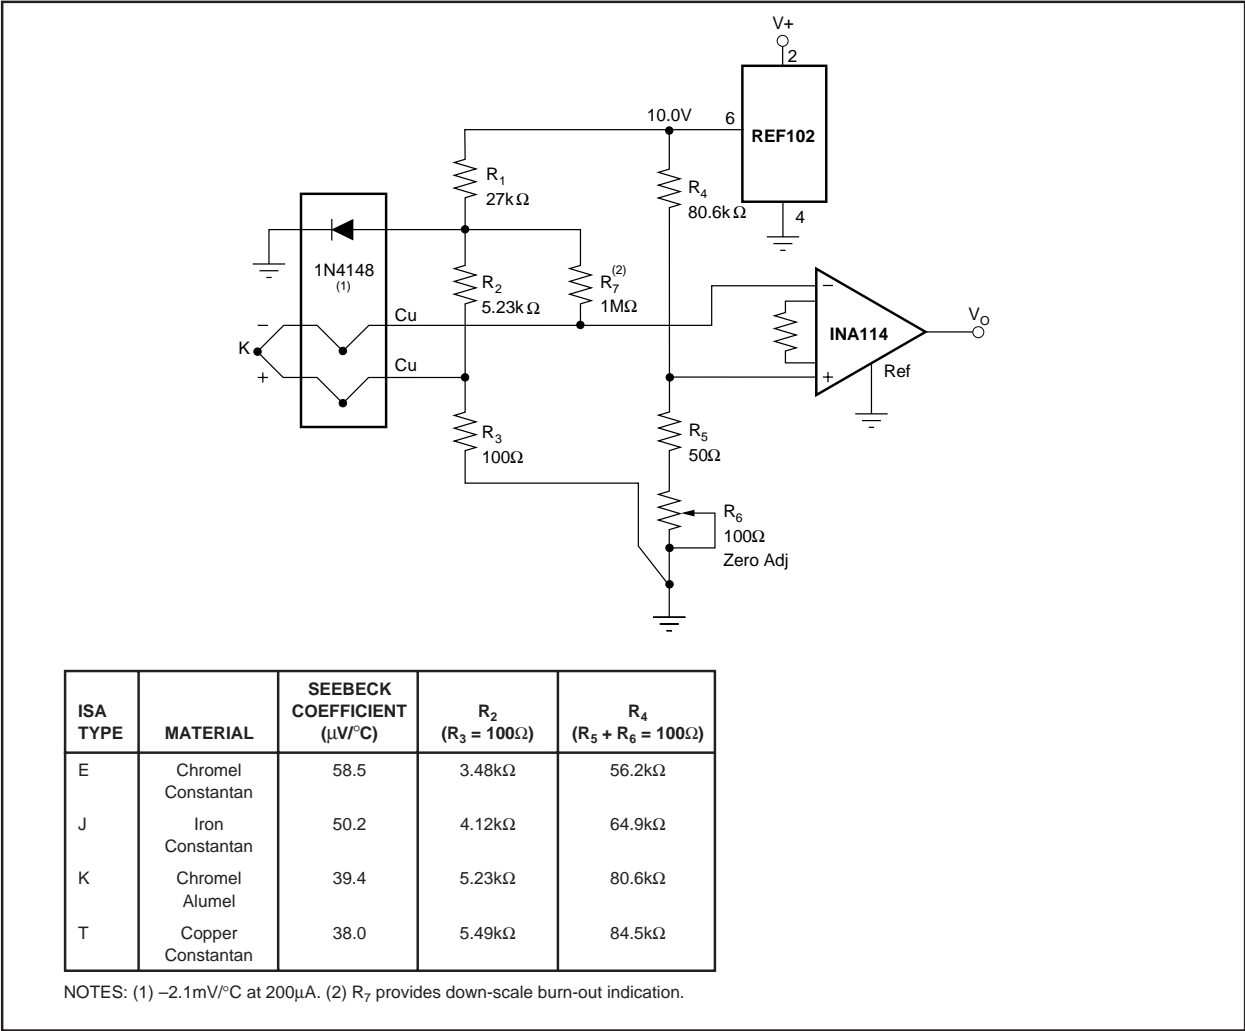 V+
2
10.0V
6
REF102
R1
27kΩ
R4
80.6kΩ
4
1N4148
(1)
R2
5.23kΩ
R7(2)
1MΩ
Cu
–
K
+
Cu
–
INA114
+
VO
Ref
R3
100Ω
R5
50Ω
R6
100Ω
Zero Adj
ISA
TYPE
MATERIAL
SEEBECK
COEFFICIENT
(µV/°C)
R2
(R3 = 100Ω)
R4
(R5 + R6 = 100Ω)
E
Chromel
Constantan
58.5
3.48kΩ
56.2kΩ
J
Iron
Constantan
50.2
4.12kΩ
64.9kΩ
K
Chromel
Alumel
39.4
5.23kΩ
80.6kΩ
T
Copper
Constantan
38.0
5.49kΩ
84.5kΩ
NOTES: (1) –2.1mV/°C at 200µA. (2) R7 provides down-scale burn-out indication.